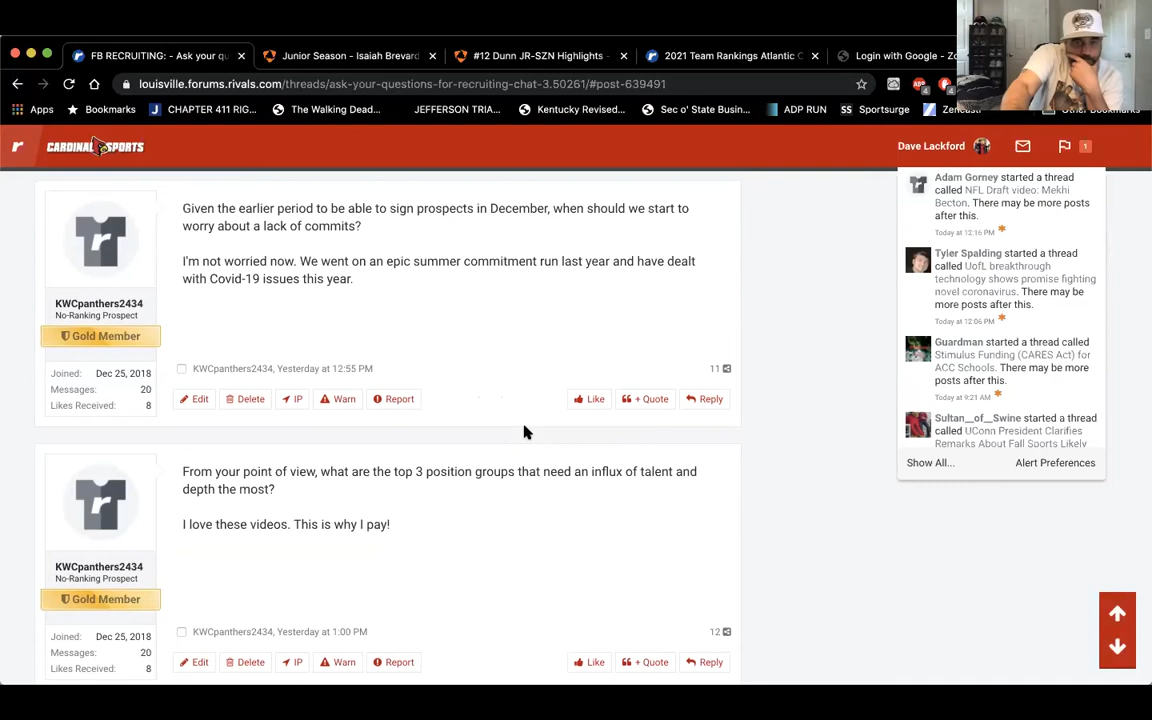 FB RECRUITING: - Ask your qu
Junior Season - Isaiah Brevard
#12 Dunn JR-SZN Highlights -
2021 Team Rankings Atlantic C
Login with Google - Zo
louisville.forums.rivals.com/threads/ask-your-questions-for-recruiting-chat-3.50261/#post-639491
Apps
Bookmarks
CHAPTER 411 RIG...
The Walking Dead...
JEFFERSON TRIA...
Kentucky Revised...
Sec o' State Busin...
ADP RUN
SS Sportsurge
Zencast
Other Bookmarks
r CARDINAL SPORTS
Dave Lackford
1
Given the earlier period to be able to sign prospects in December, when should we start to
worry about a lack of commits?
I'm not worried now. We went on an epic summer commitment run last year and have dealt
with Covid-19 issues this year.
KWCpanthers2434
No-Ranking Prospect
Gold Member
Joined: Dec 25, 2018
Messages: 20
Likes Received: 8
KWCpanthers2434, Yesterday at 12:55 PM
11
Edit Delete IP Warn Report
Like + Quote Reply
From your point of view, what are the top 3 position groups that need an influx of talent and
depth the most?
I love these videos. This is why I pay!
KWCpanthers2434
No-Ranking Prospect
Gold Member
Joined: Dec 25, 2018
Messages: 20
Likes Received: 8
KWCpanthers2434, Yesterday at 1:00 PM
12
Edit Delete IP Warn Report
Like + Quote Reply
Adam Gorney started a thread
called NFL Draft video: Mekhi
Becton. There may be more posts
after this.
Today at 12:16 PM
Tyler Spalding started a thread
called UofL breakthrough
technology shows promise fighting
novel coronavirus. There may be
more posts after this.
Today at 12:06 PM
Guardman started a thread called
Stimulus Funding (CARES Act) for
ACC Schools. There may be more
posts after this.
Today at 9:21 AM
Sultan__of__Swine started a thread
called UConn President Clarifies
Remarks About Fall Sports Likely
Show All...
Alert Preferences